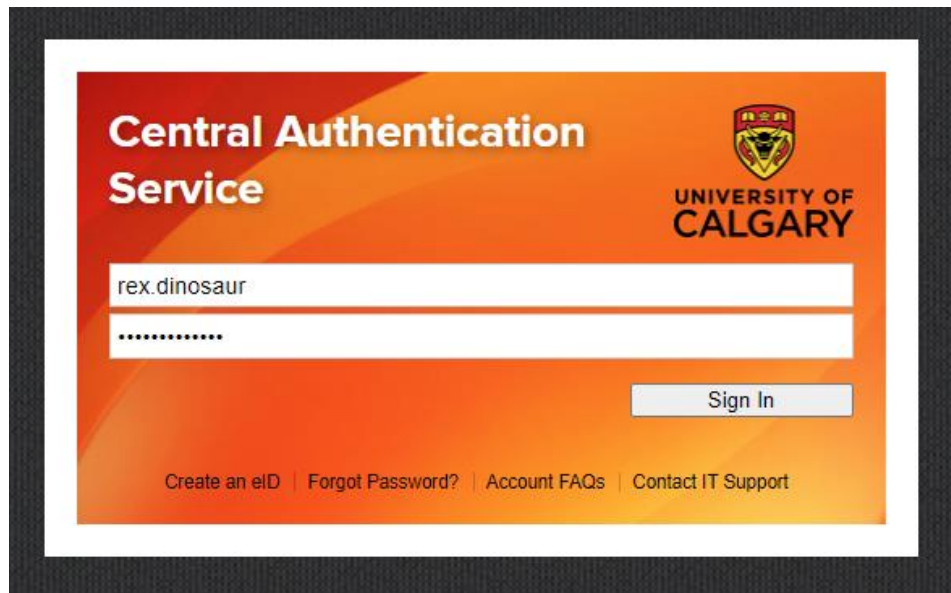 Central Authentication
Service
UNIVERSITY OF
CALGARY
rex.dinosaur
•••••••••••••
Sign In
Create an eID | Forgot Password? | Account FAQs | Contact IT Support